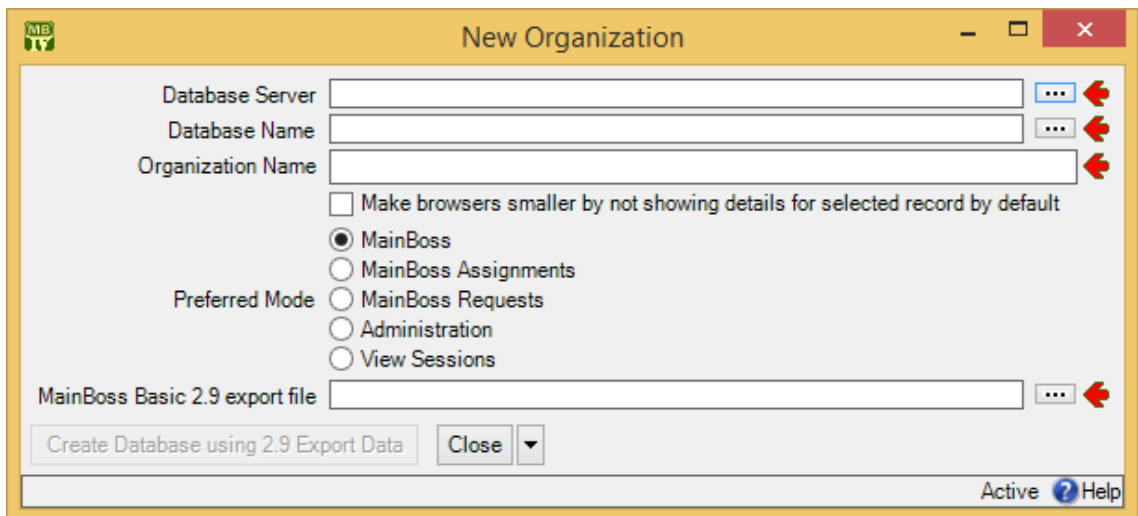 MB
New Organization
Database Server
Database Name
Organization Name
Make browsers smaller by not showing details for selected record by default
MainBoss
MainBoss Assignments
Preferred Mode MainBoss Requests
Administration
View Sessions
MainBoss Basic 2.9 export file
Create Database using 2.9 Export Data Close
Active Help